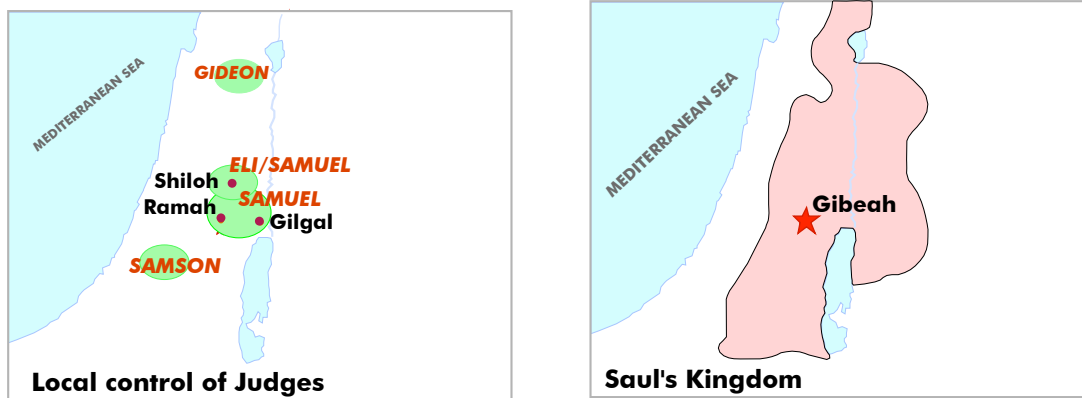 MEDITERRANEAN SEA
GIDEON
ELI/SAMUEL
Shiloh
SAMUEL
Ramah
Gilgal
SAMSON
Local control of Judges
MEDITERRANEAN SEA
Gibeah
Saul's Kingdom